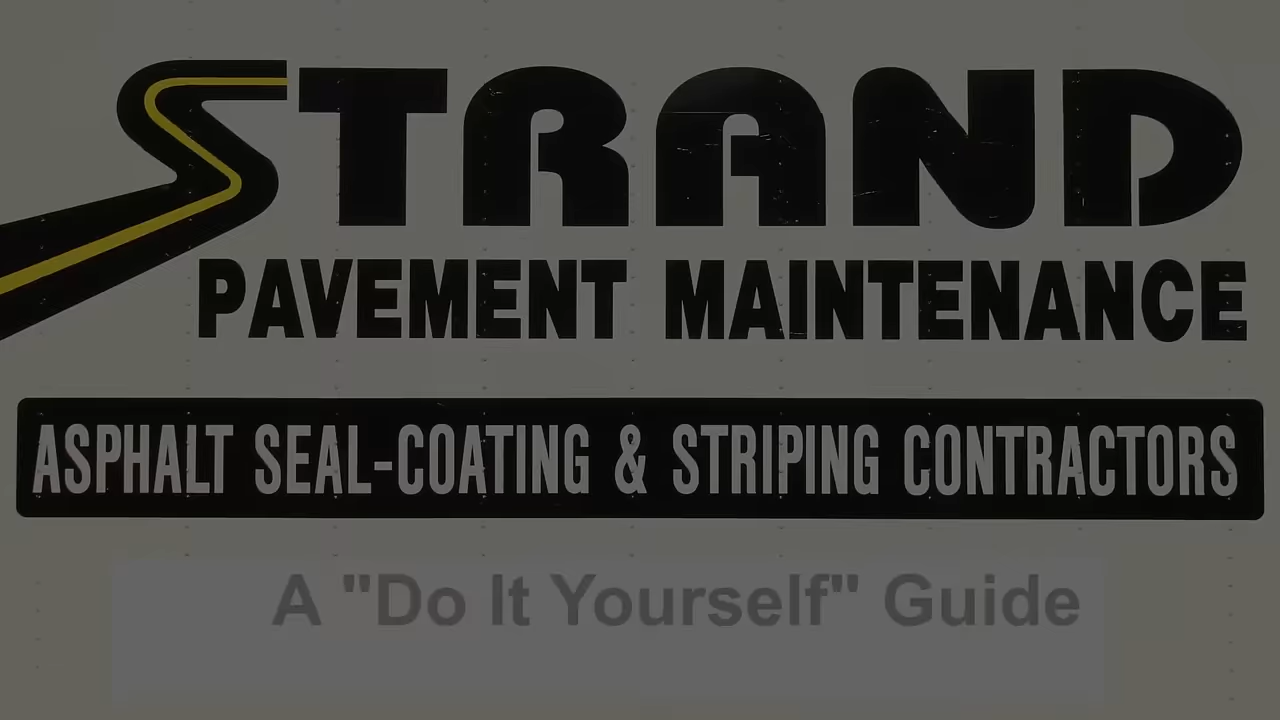 STRAND
PAVEMENT MAINTENANCE
ASPHALT SEAL-COATING & STRIPING CONTRACTORS
A "Do It Yourself" Guide